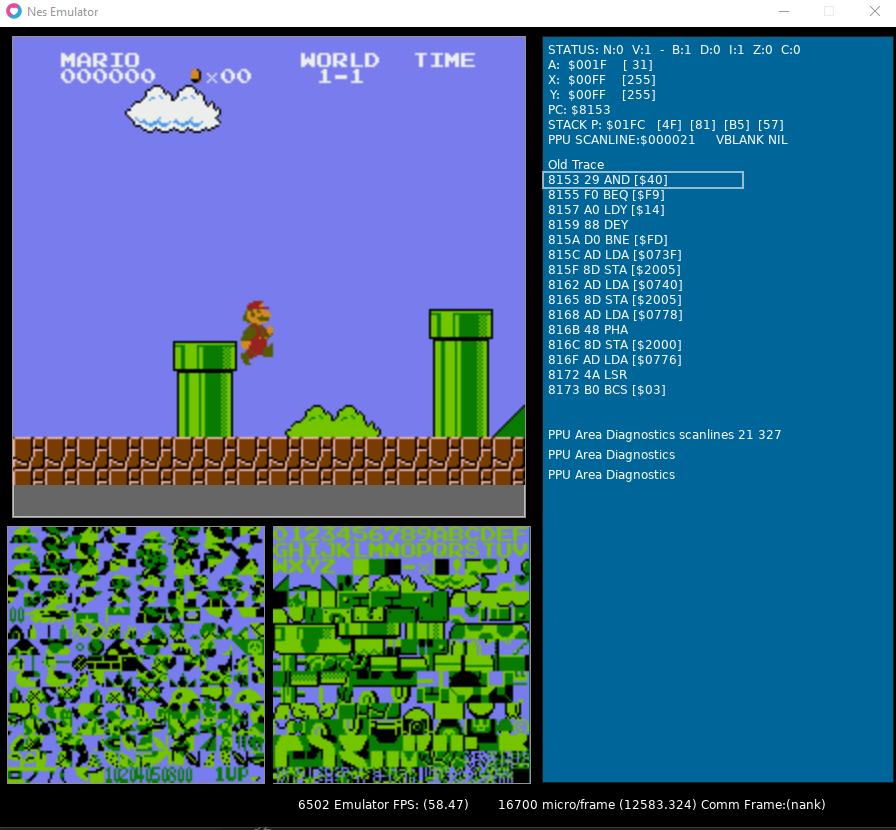 Nes Emulator
MARIO WORLD TIME
000000 ×00 1-1
STATUS: N:0 V:1 - B:1 D:0 I:1 Z:0 C:0
A: $001F [ 31]
X: $00FF [255]
Y: $00FF [255]
PC: $8153
STACK P: $01FC [4F] [81] [B5] [57]
PPU SCANLINE:$000021 VBLANK NIL
Old Trace
8153 29 AND [$40]
8155 F0 BEQ [$F9]
8157 A0 LDY [$14]
8159 88 DEY
815A D0 BNE [$FD]
815C AD LDA [$073F]
815F 8D STA [$2005]
8162 AD LDA [$0740]
8165 8D STA [$2005]
8168 AD LDA [$0778]
816B 48 PHA
816C 8D STA [$2000]
816F AD LDA [$0776]
8172 4A LSR
8173 B0 BCS [$03]
PPU Area Diagnostics scanlines 21 327
PPU Area Diagnostics
PPU Area Diagnostics
0123456789ABCDEF
GHIJKLMNOPQRSTUV
WXYZ
1UP
6502 Emulator FPS: (58.47) 16700 micro/frame (12583.324) Comm Frame:(nank)